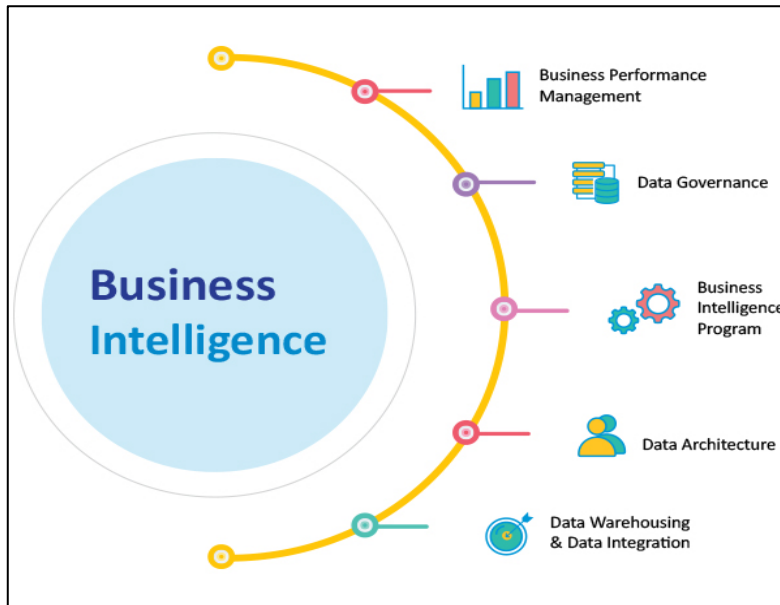 Business
Intelligence
Business Performance
Management
Data Governance
Business
Intelligence
Program
Data Architecture
Data Warehousing
& Data Integration